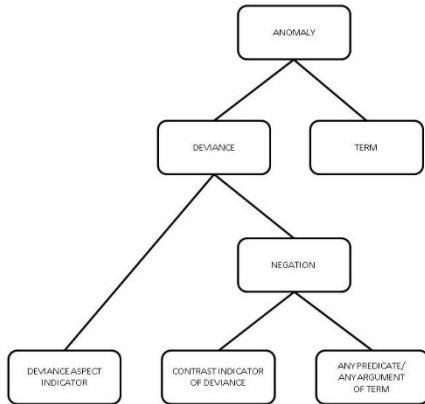 ANOMALY
DEVIANCE
TERM
NEGATION
DEVIANCE ASPECT
INDICATOR
CONTRAST INDICATOR
OF DEVIANCE
ANY PREDICATE/
ANY ARGUMENT
OF TERM